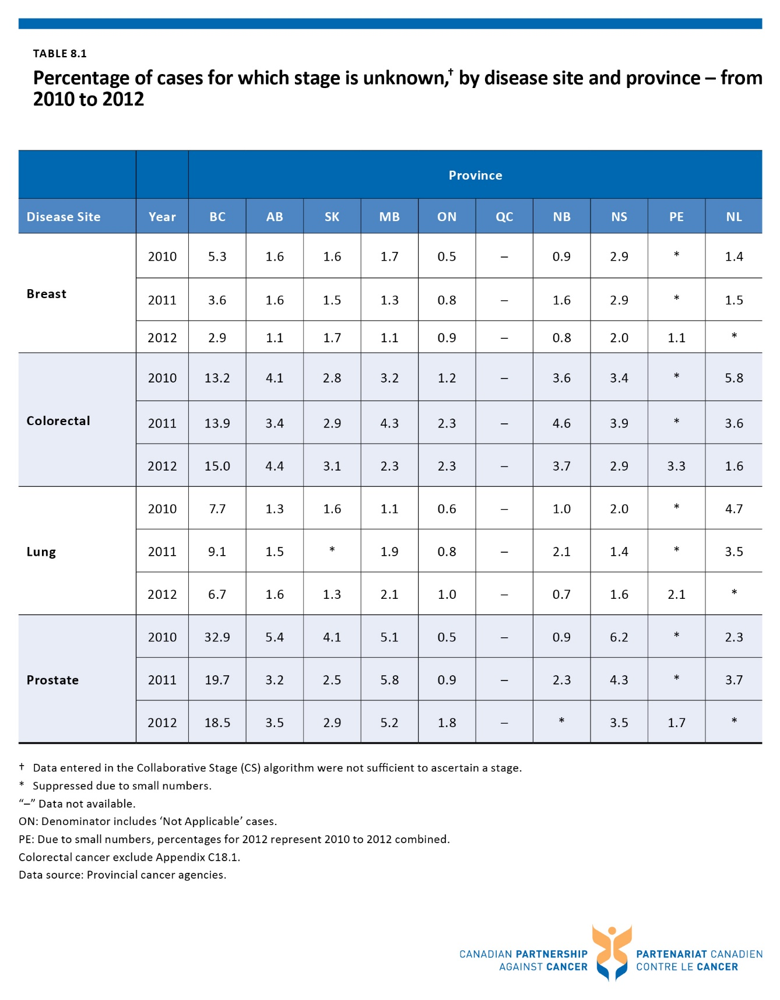 TABLE 8.1
Percentage of cases for which stage is unknown,† by disease site and province – from
2010 to 2012
Province
Disease Site Year BC AB SK MB ON QC NB NS PE NL
Breast
2010 5.3 1.6 1.6 1.7 0.5 – 0.9 2.9 * 1.4
2011 3.6 1.6 1.5 1.3 0.8 – 1.6 2.9 * 1.5
2012 2.9 1.1 1.7 1.1 0.9 – 0.8 2.0 1.1 *
Colorectal
2010 13.2 4.1 2.8 3.2 1.2 – 3.6 3.4 * 5.8
2011 13.9 3.4 2.9 4.3 2.3 – 4.6 3.9 * 3.6
2012 15.0 4.4 3.1 2.3 2.3 – 3.7 2.9 3.3 1.6
Lung
2010 7.7 1.3 1.6 1.1 0.6 – 1.0 2.0 * 4.7
2011 9.1 1.5 * 1.9 0.8 – 2.1 1.4 * 3.5
2012 6.7 1.6 1.3 2.1 1.0 – 0.7 1.6 2.1 *
Prostate
2010 32.9 5.4 4.1 5.1 0.5 – 0.9 6.2 * 2.3
2011 19.7 3.2 2.5 5.8 0.9 – 2.3 4.3 * 3.7
2012 18.5 3.5 2.9 5.2 1.8 – * 3.5 1.7 *
† Data entered in the Collaborative Stage (CS) algorithm were not sufficient to ascertain a stage.
* Suppressed due to small numbers.
“–” Data not available.
ON: Denominator includes ‘Not Applicable’ cases.
PE: Due to small numbers, percentages for 2012 represent 2010 to 2012 combined.
Colorectal cancer exclude Appendix C18.1.
Data source: Provincial cancer agencies.
CANADIAN PARTNERSHIP
AGAINST CANCER
PARTENARIAT CANADIEN
CONTRE LE CANCER